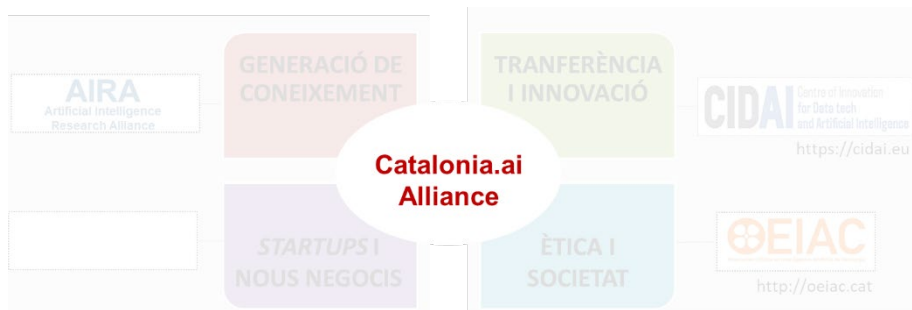 AIRA
Artificial Intelligence
Research Alliance
GENERACIÓ DE
CONEIXEMENT
TRANFERÈNCIA
I INNOVACIÓ
CIDAI
Centre of Innovation
for Data tech
and Artificial Intelligence
https://cidai.eu
Catalonia.ai
Alliance
STARTUPS I
NOUS NEGOCIS
ÈTICA I
SOCIETAT
OEIAC
http://oeiac.cat